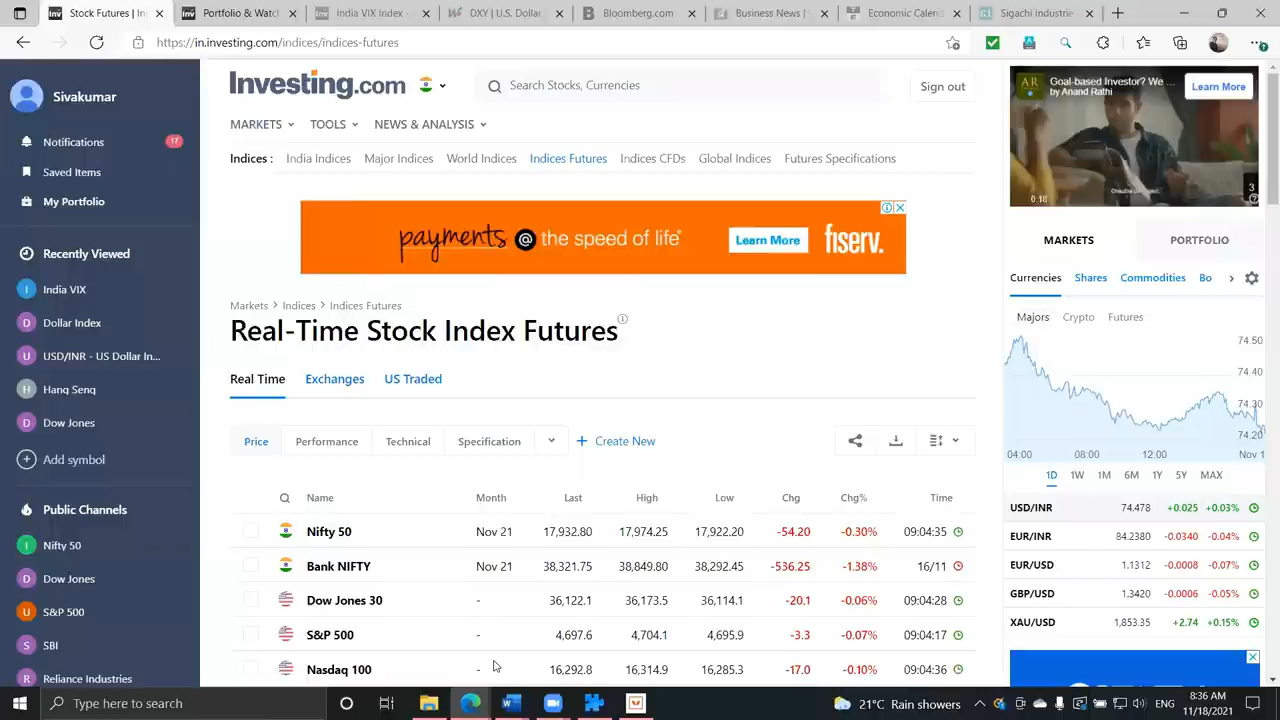 Stock Futures | In
Portfolio & Watch
India VIX Index -
DXY | U.S. Dollar
Bloomberg.com
Business News |
Economic Calen
Sigachi Industrie
https://in.investing.com/indices/indices-futures
Sivakumar
Notifications
17
Saved Items
My Portfolio
Recently Viewed
I India VIX
D Dollar Index
U USD/INR - US Dollar In...
H Hang Seng
D Dow Jones
Add symbol
Public Channels
I Nifty 50
D Dow Jones
U S&P 500
S SBI
R Reliance Industries
Investing.com
Search Stocks, Currencies
Sign out
MARKETS
TOOLS
NEWS & ANALYSIS
Indices : India Indices Major Indices World Indices Indices Futures Indices CFDs Global Indices Futures Specifications
payments @ the speed of life
Learn More
fiserv.
Markets > Indices > Indices Futures
Real-Time Stock Index Futures
Real Time Exchanges US Traded
Price Performance Technical Specification + Create New
Name Month Last High Low Chg Chg% Time
Nifty 50 Nov 21 17,932.80 17,974.25 17,922.20 -54.20 -0.30% 09:04:35
Bank NIFTY Nov 21 38,321.75 38,849.80 38,292.45 -536.25 -1.38% 16/11
Dow Jones 30 - 36,122.1 36,173.5 36,114.1 -20.1 -0.06% 09:04:28
S&P 500 - 4,697.6 4,704.1 4,695.9 -3.3 -0.07% 09:04:17
Nasdaq 100 - 16,292.8 16,314.9 16,285.3 -17.0 -0.10% 09:04:36
AR
Goal-based Investor? We ...
by Anand Rathi
Learn More
0.18
3
MARKETS PORTFOLIO
Currencies Shares Commodities Bo
Majors Crypto Futures
74.50
74.40
74.30
74.20
04:00 08:00 12:00 Nov 1
1D 1W 1M 6M 1Y 5Y MAX
USD/INR 74.478 +0.025 +0.03%
EUR/INR 84.2380 -0.0340 -0.04%
EUR/USD 1.1312 -0.0008 -0.07%
GBP/USD 1.3420 -0.0006 -0.05%
XAU/USD 1,853.35 +2.74 +0.15%
Type here to search
21°C Rain showers
ENG
8:36 AM
11/18/2021